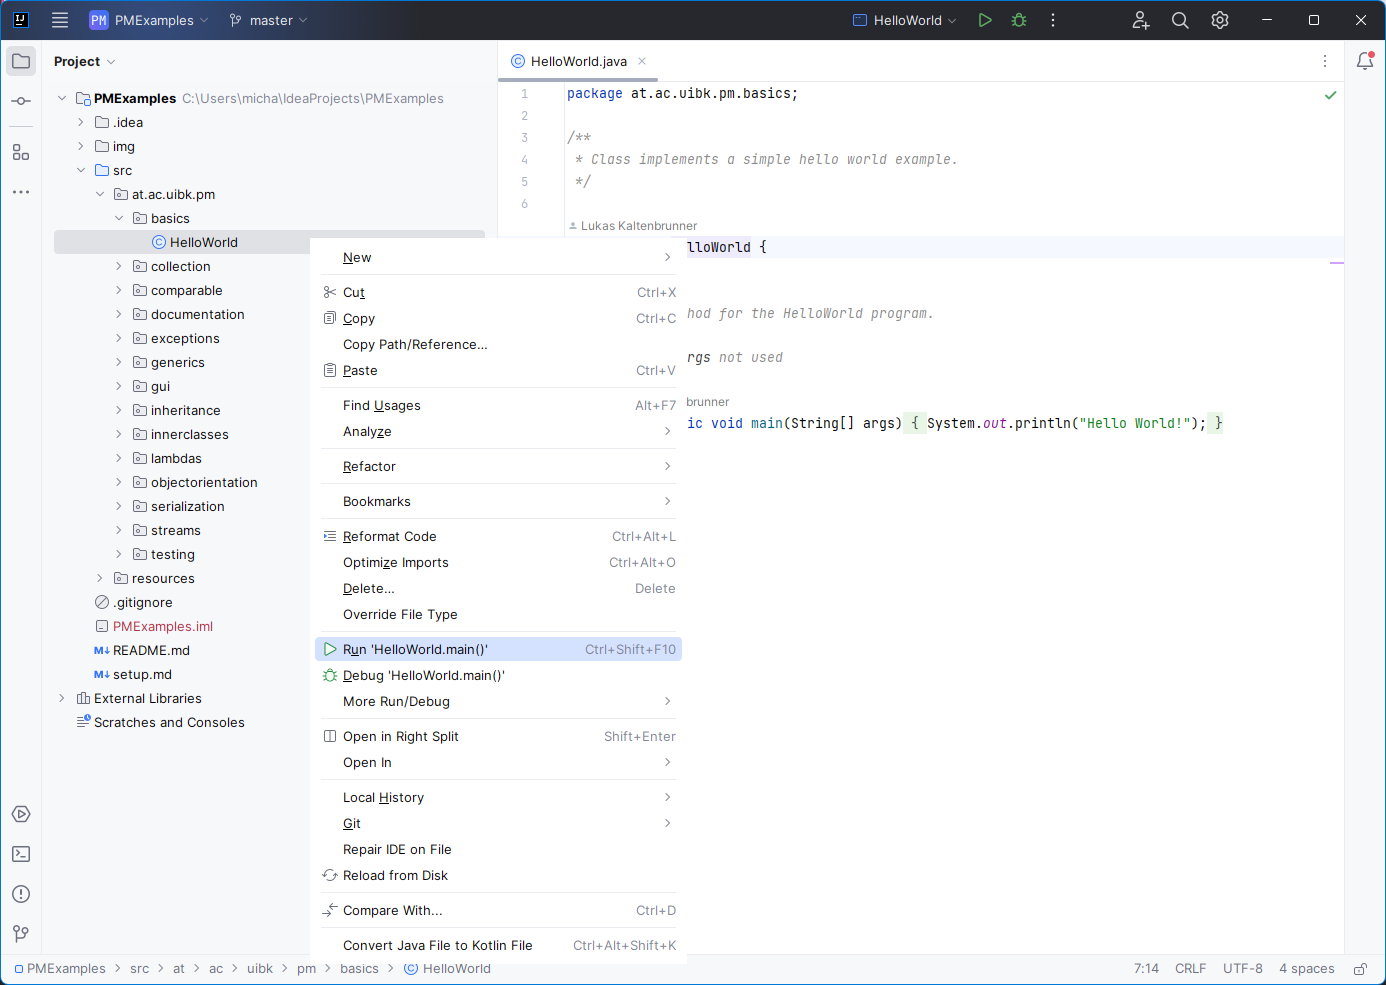 IJ PM PMExamples master HelloWorld
Project
HelloWorld.java
PMExamples C:\Users\micha\IdeaProjects\PMExamples
.idea
img
src
at.ac.uibk.pm
basics
HelloWorld
collection
comparable
documentation
exceptions
generics
gui
inheritance
innerclasses
lambdas
objectorientation
serialization
streams
testing
resources
.gitignore
PMExamples.iml
M↓ README.md
M↓ setup.md
External Libraries
Scratches and Consoles
1 package at.ac.uibk.pm.basics;
2
3 /**
4 * Class implements a simple hello world example.
5 */
6
Lukas Kaltenbrunner
lloWorld {
hod for the HelloWorld program.
rgs not used
brunner
ic void main(String[] args) { System.out.println("Hello World!"); }
New
Cut Ctrl+X
Copy Ctrl+C
Copy Path/Reference...
Paste Ctrl+V
Find Usages Alt+F7
Analyze
Refactor
Bookmarks
Reformat Code Ctrl+Alt+L
Optimize Imports Ctrl+Alt+O
Delete... Delete
Override File Type
Run 'HelloWorld.main()' Ctrl+Shift+F10
Debug 'HelloWorld.main()'
More Run/Debug
Open in Right Split Shift+Enter
Open In
Local History
Git
Repair IDE on File
Reload from Disk
Compare With... Ctrl+D
Convert Java File to Kotlin File Ctrl+Alt+Shift+K
PMExamples > src > at > ac > uibk > pm > basics > HelloWorld 7:14 CRLF UTF-8 4 spaces